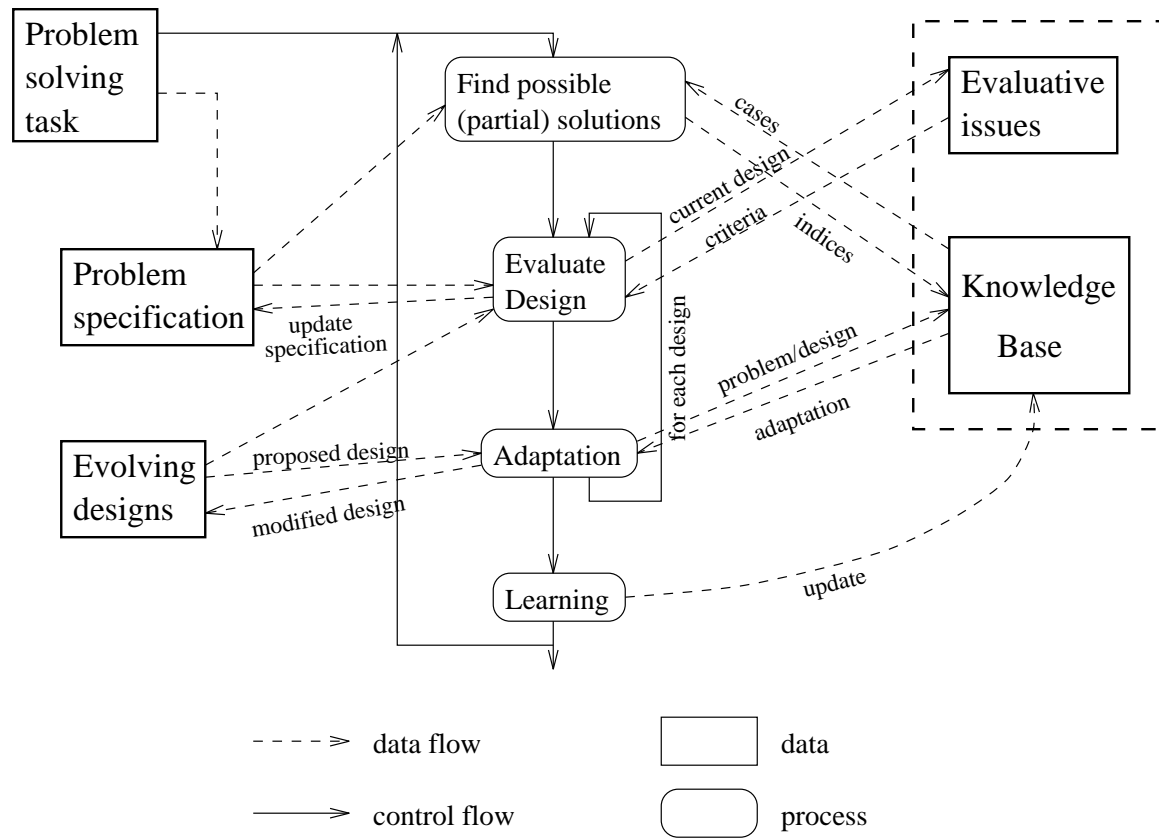 Problem
solving
task
Find possible
(partial) solutions
Evaluative
issues
cases
current design
criteria
indices
Problem
specification
Evaluate
Design
update
specification
for each design
Knowledge
Base
problem/design
adaptation
Evolving
designs
proposed design
modified design
Adaptation
Learning
update
data flow
data
control flow
process